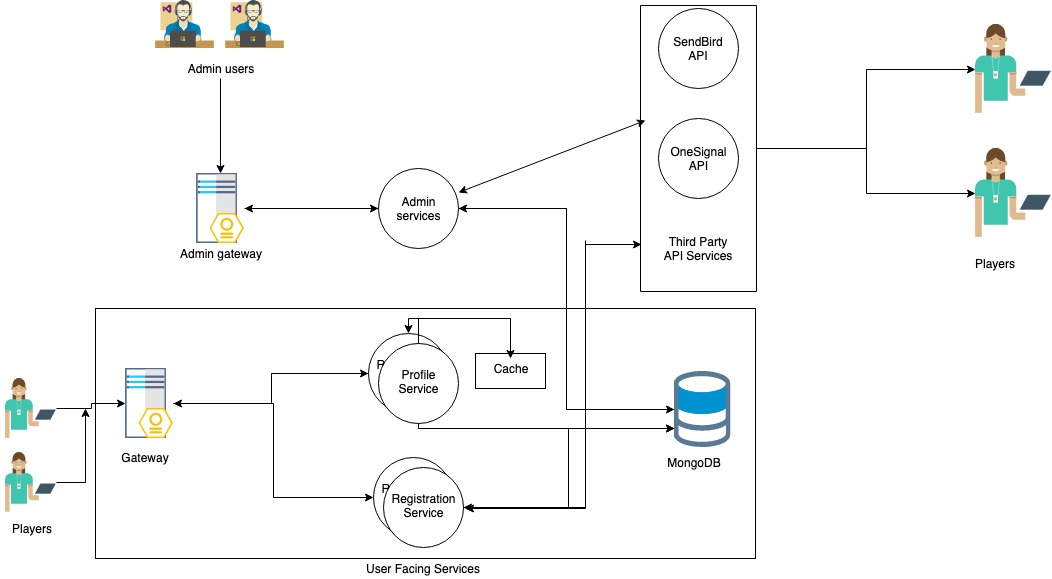 Admin users
SendBird
API
OneSignal
API
Third Party
API Services
Players
Admin
services
Admin gateway
P
Profile
Service
Cache
Gateway
MongoDB
P
Registration
Service
Players
User Facing Services